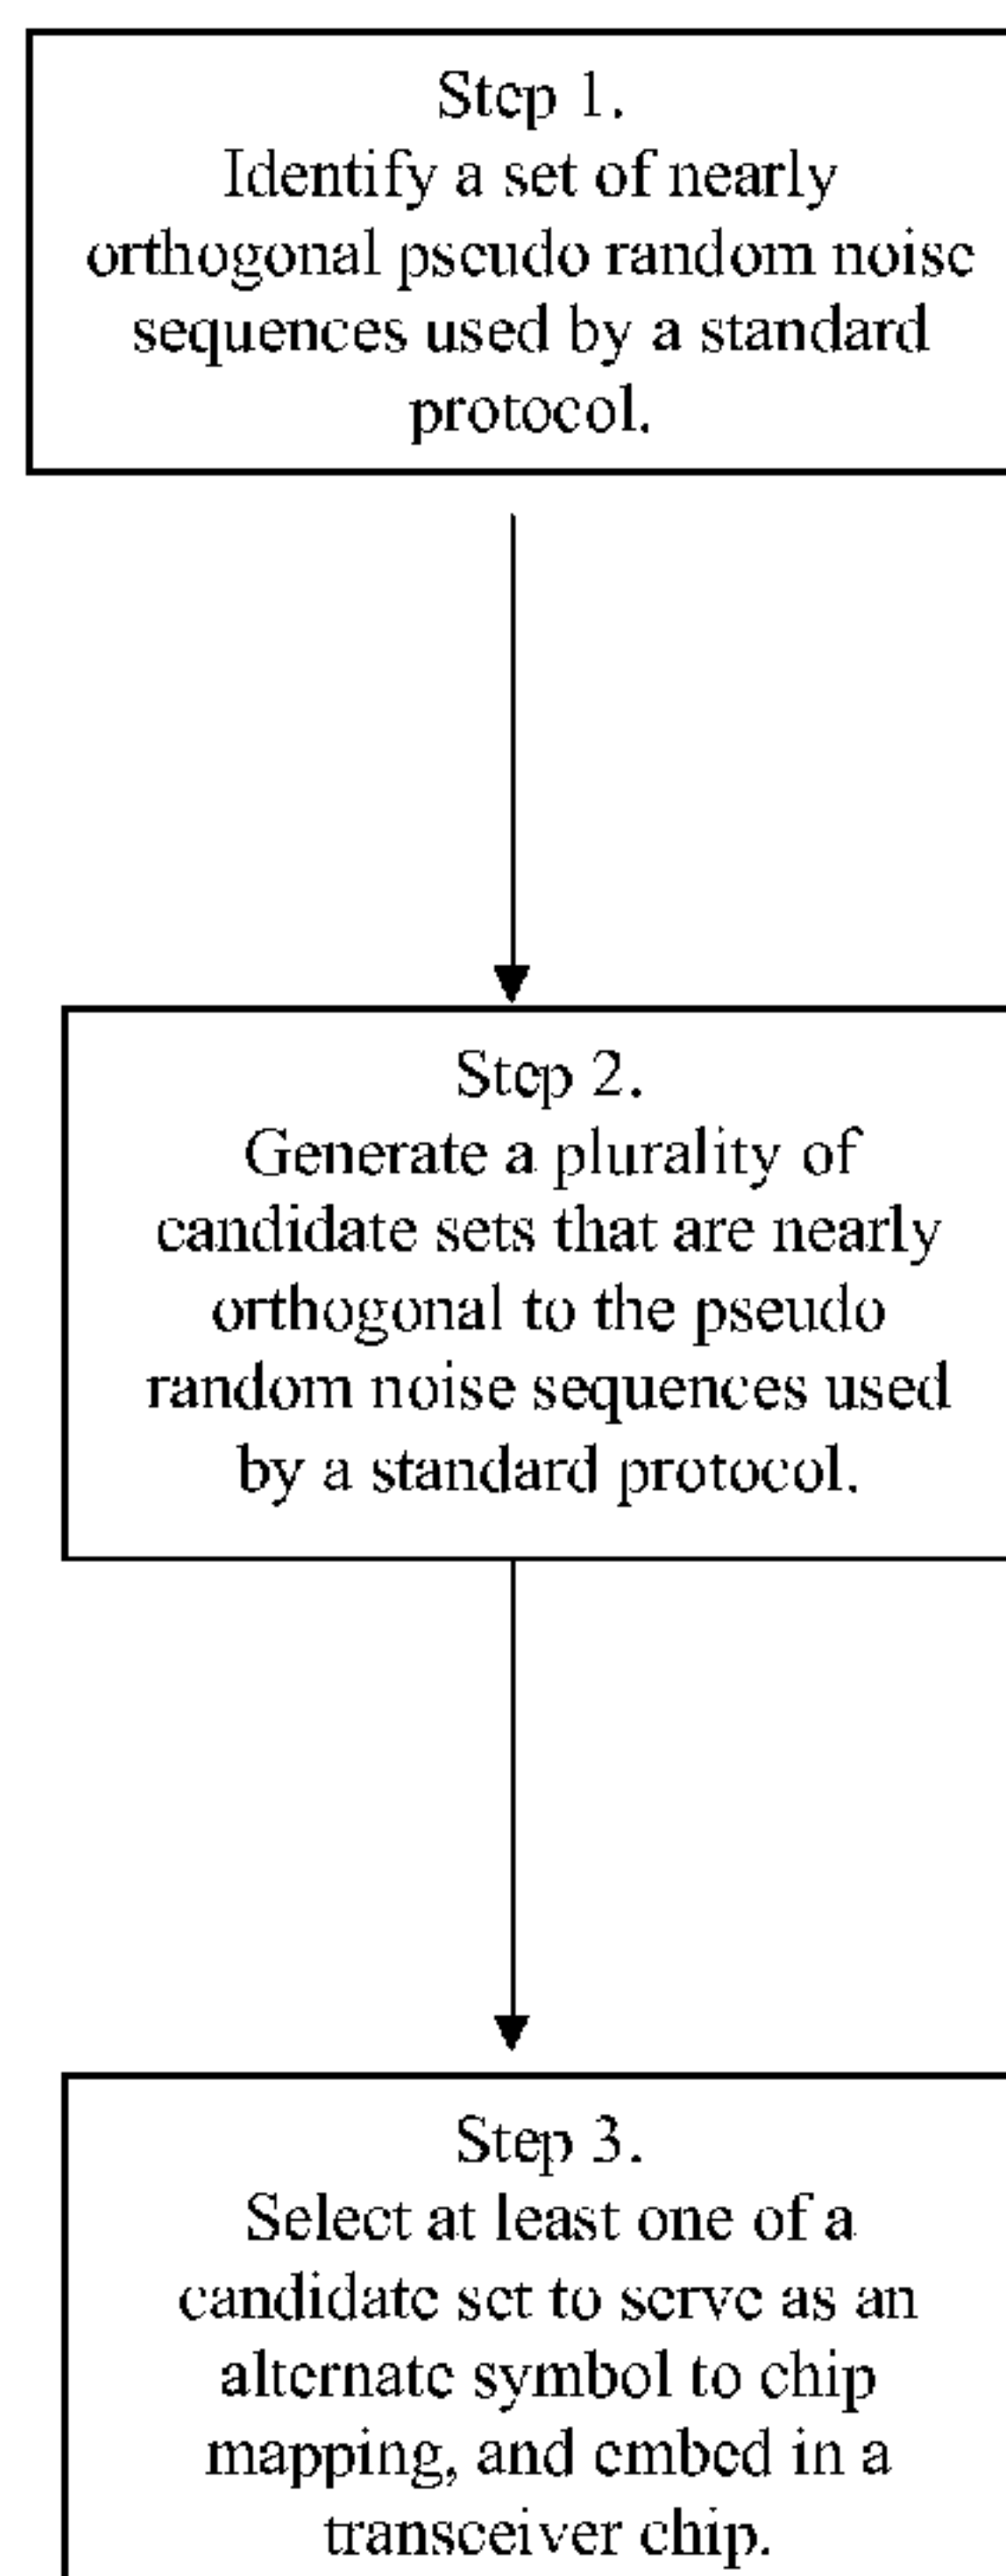 Step 1.
Identify a set of nearly
orthogonal pseudo random noise
sequences used by a standard
protocol.
Step 2.
Generate a plurality of
candidate sets that are nearly
orthogonal to the pseudo
random noise sequences used
by a standard protocol.
Step 3.
Select at least one of a
candidate set to serve as an
alternate symbol to chip
mapping, and embed in a
transceiver chip.